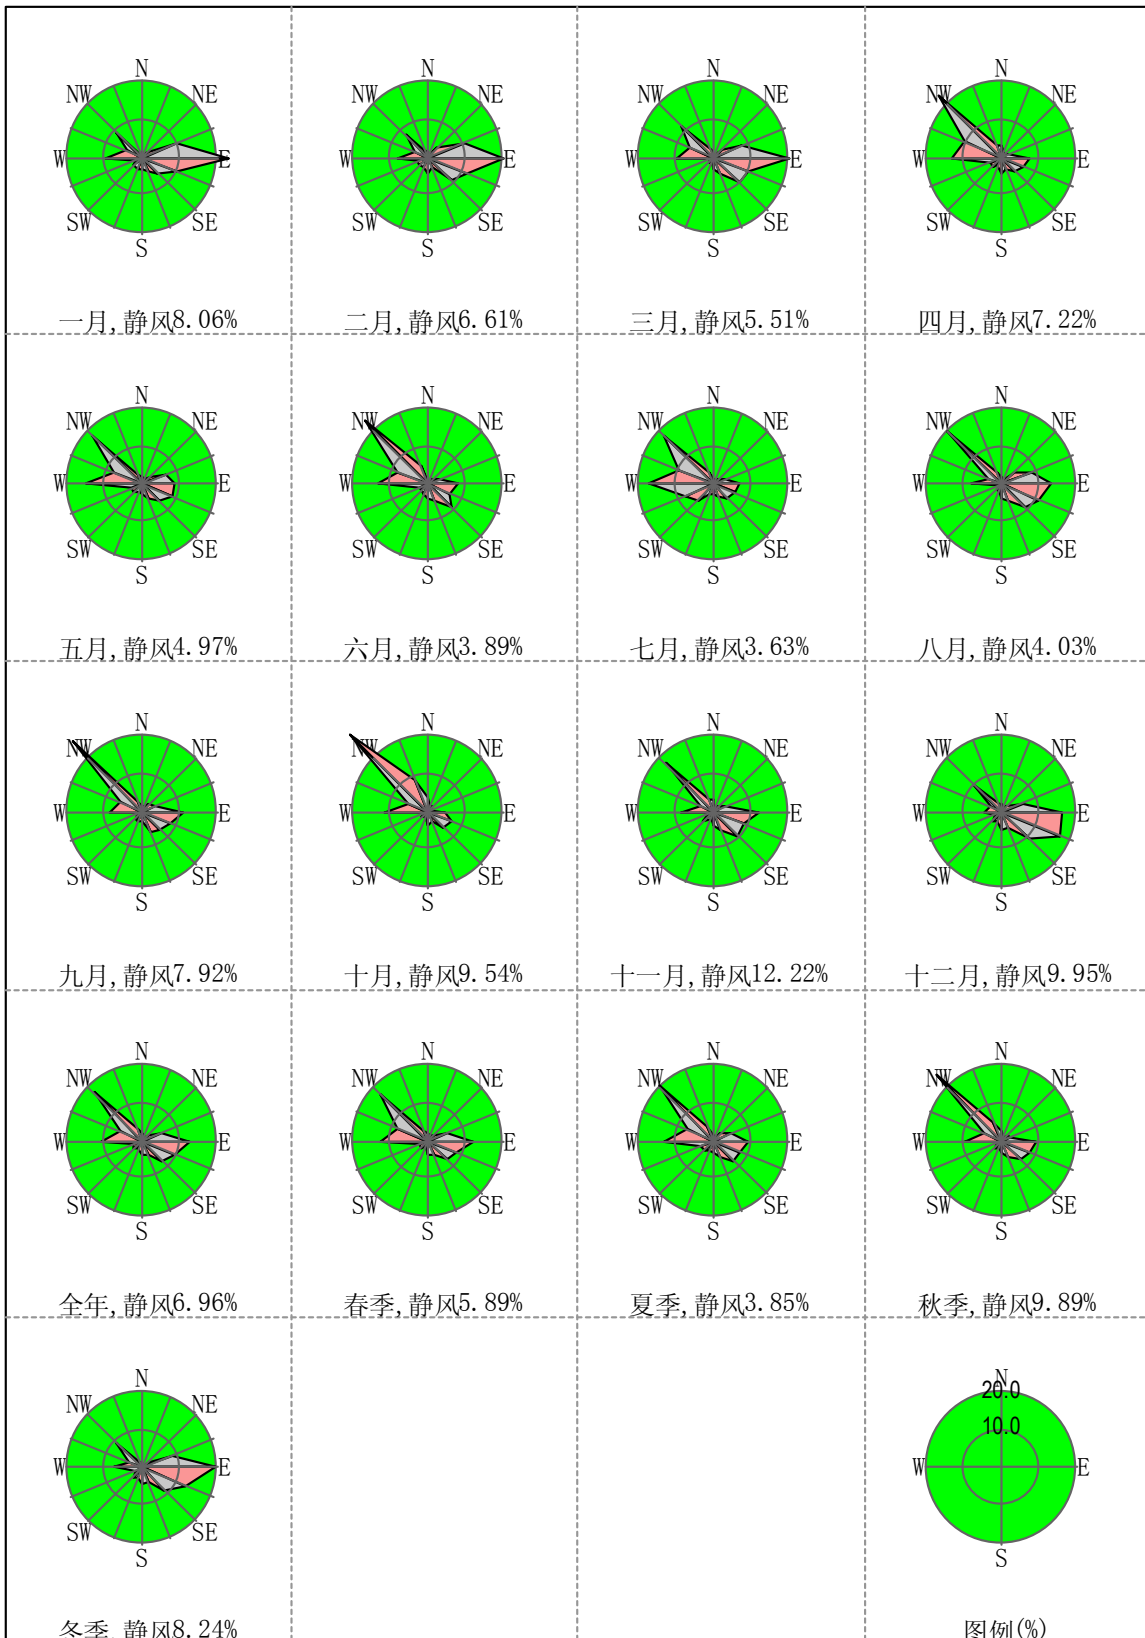 N
NW NE
W E
SW SE
S
一月,静风8.06%
N
NW NE
W E
SW SE
S
二月,静风6.61%
N
NW NE
W E
SW SE
S
三月,静风5.51%
N
NW NE
W E
SW SE
S
四月,静风7.22%
N
NW NE
W E
SW SE
S
五月,静风4.97%
N
NW NE
W E
SW SE
S
六月,静风3.89%
N
NW NE
W E
SW SE
S
七月,静风3.63%
N
NW NE
W E
SW SE
S
八月,静风4.03%
N
NW NE
W E
SW SE
S
九月,静风7.92%
N
NW NE
W E
SW SE
S
十月,静风9.54%
N
NW NE
W E
SW SE
S
十一月,静风12.22%
N
NW NE
W E
SW SE
S
十二月,静风9.95%
N
NW NE
W E
SW SE
S
全年,静风6.96%
N
NW NE
W E
SW SE
S
春季,静风5.89%
N
NW NE
W E
SW SE
S
夏季,静风3.85%
N
NW NE
W E
SW SE
S
秋季,静风9.89%
N
NW NE
W E
SW SE
S
冬季,静风8.24%
N
20.0
10.0
W E
S
图例(%)